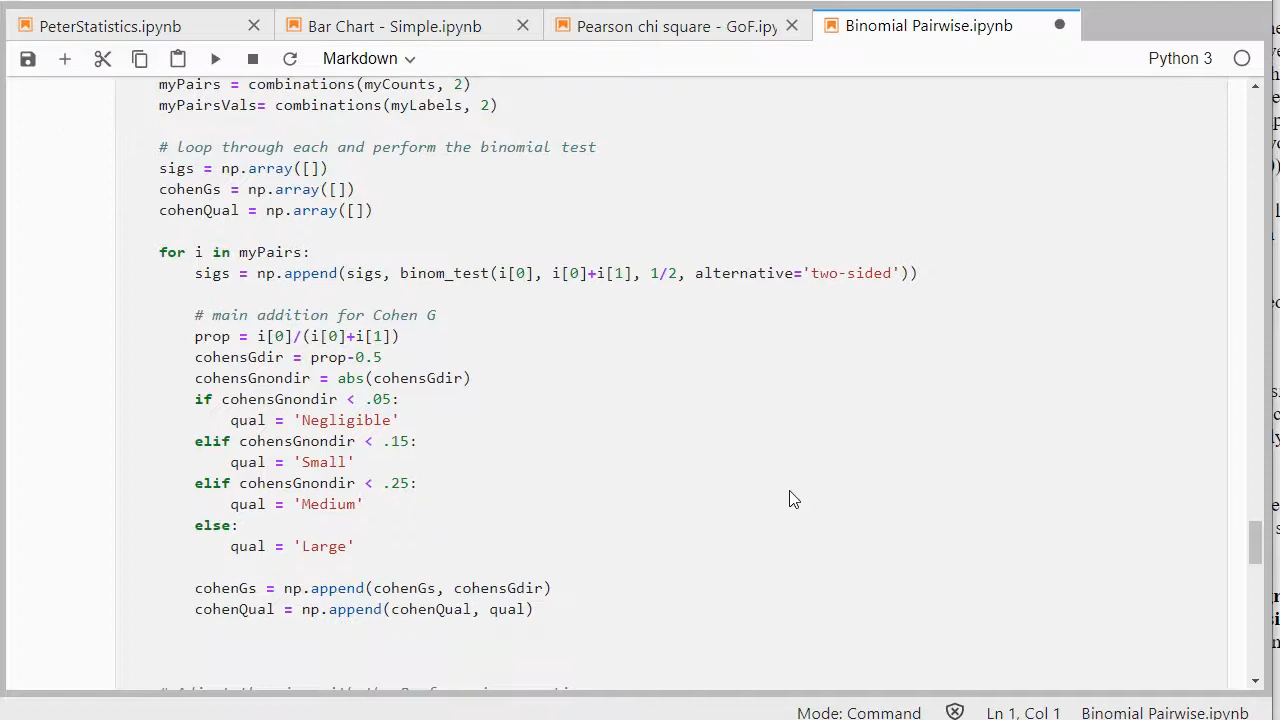 PeterStatistics.ipynb
Bar Chart - Simple.ipynb
Pearson chi square - GoF.ipy
Binomial Pairwise.ipynb
Markdown
Python 3
myPairs = combinations(myCounts, 2)
myPairsVals= combinations(myLabels, 2)
# loop through each and perform the binomial test
sigs = np.array([])
cohenGs = np.array([])
cohenQual = np.array([])
for i in myPairs:
sigs = np.append(sigs, binom_test(i[0], i[0]+i[1], 1/2, alternative='two-sided'))
# main addition for Cohen G
prop = i[0]/(i[0]+i[1])
cohensGdir = prop-0.5
cohensGnondir = abs(cohensGdir)
if cohensGnondir < .05:
qual = 'Negligible'
elif cohensGnondir < .15:
qual = 'Small'
elif cohensGnondir < .25:
qual = 'Medium'
else:
qual = 'Large'
cohenGs = np.append(cohenGs, cohensGdir)
cohenQual = np.append(cohenQual, qual)
Mode: Command
Ln 1, Col 1
Binomial Pairwise.ipynb